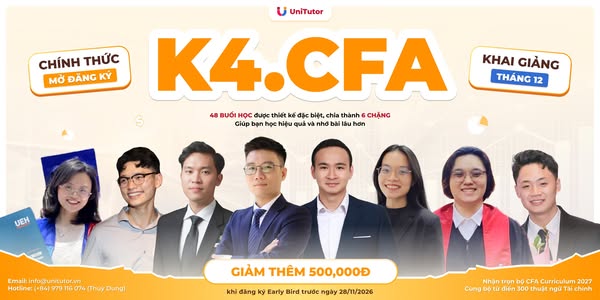 UniTutor
CHÍNH THỨC
MỞ ĐĂNG KÝ
K4.CFA
KHAI GIẢNG
THÁNG 12
48 BUỔI HỌC được thiết kế đặc biệt, chia thành 6 CHẶNG
Giúp bạn học hiệu quả và nhớ bài lâu hơn
UEH
GIẢM THÊM 500,000Đ
khi đăng ký Early Bird trước ngày 28/11/2026
Email: info@unitutor.vn
Hotline: (+84) 979 116 074 (Thùy Dung)
Nhận trọn bộ CFA Curriculum 2027
Cùng bộ từ điển 300 thuật ngữ Tài chính